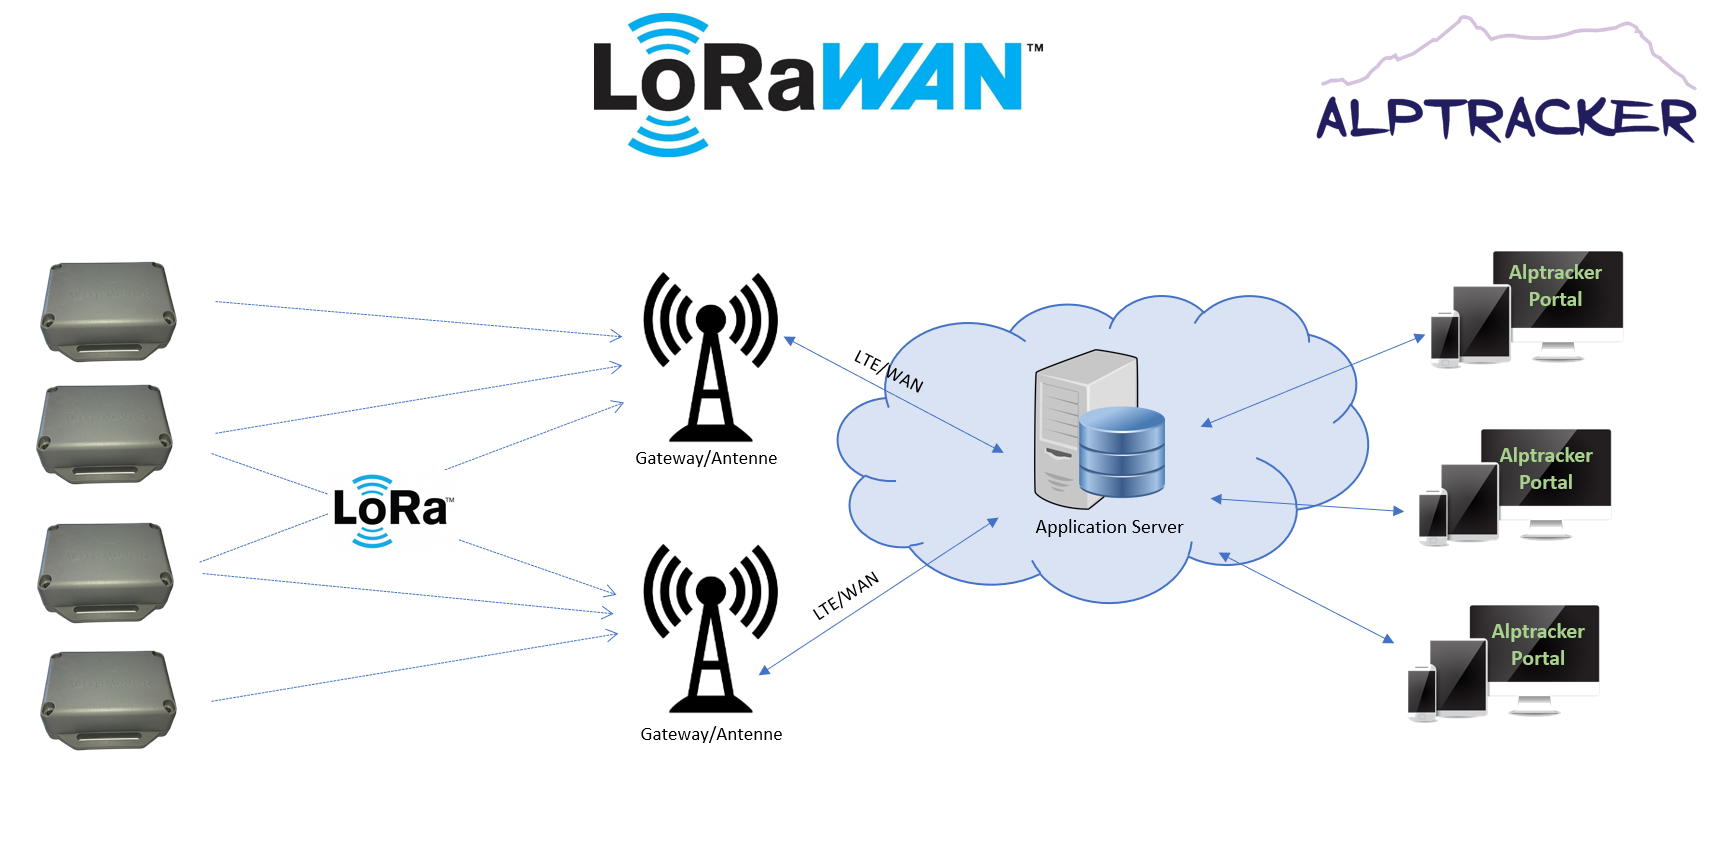 LoRaWAN™
ALPTRACKER
Alptracker
Portal
LTE/WAN
Gateway/Antenne
LoRa™
Alptracker
Portal
Application Server
LTE/WAN
Alptracker
Portal
Gateway/Antenne